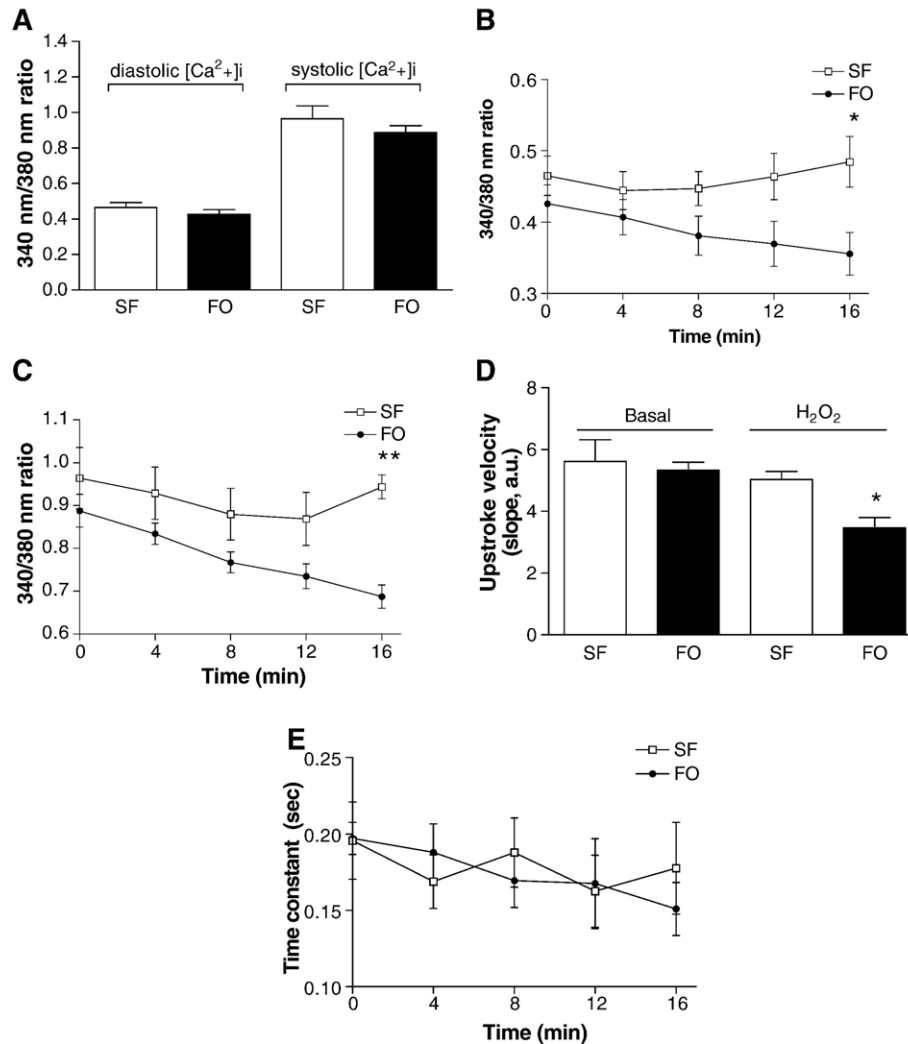 A
1.4
1.2
1.0
0.8
0.6
0.4
0.2
0.0
340 nm/380 nm ratio
diastolic [Ca2+]i
systolic [Ca2+]i
SF
FO
SF
FO
B
0.6
0.5
0.4
0.3
340/380 nm ratio
SF
FO
*
0
4
8
12
16
Time (min)
C
1.1
1.0
0.9
0.8
0.7
0.6
340/380 nm ratio
SF
FO
**
0
4
8
12
16
Time (min)
D
8
6
4
2
0
Upstroke velocity
(slope, a.u.)
Basal
H2O2
*
SF
FO
SF
FO
E
0.25
0.20
0.15
0.10
Time constant (sec)
SF
FO
0
4
8
12
16
Time (min)